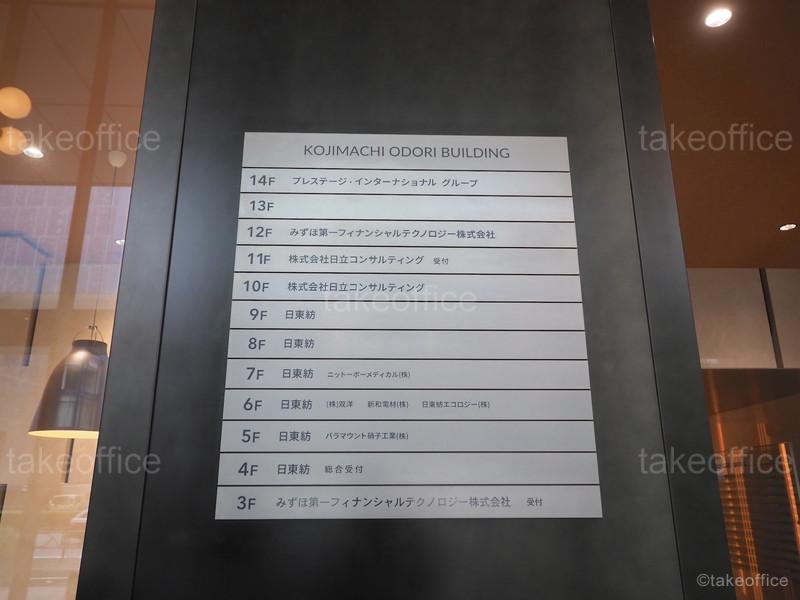 takeoffice takeoffice
KOJIMACHI ODORI BUILDING
14F プレステージ・インターナショナル グループ
13F
12F みずほ第一フィナンシャルテクノロジー株式会社
11F 株式会社日立コンサルティング 受付
10F 株式会社日立コンサルティング
takeoffice
9F 日東紡
8F 日東紡
7F 日東紡 ニットーボーメディカル(株)
6F 日東紡 (株)双洋 新和電材(株) 日東紡エコロジー(株)
5F 日東紡 パラマウント硝子工業(株)
takeoffice takeoffice
4F 日東紡 総合受付
3F みずほ第一フィナンシャルテクノロジー株式会社 受付
©takeoffice